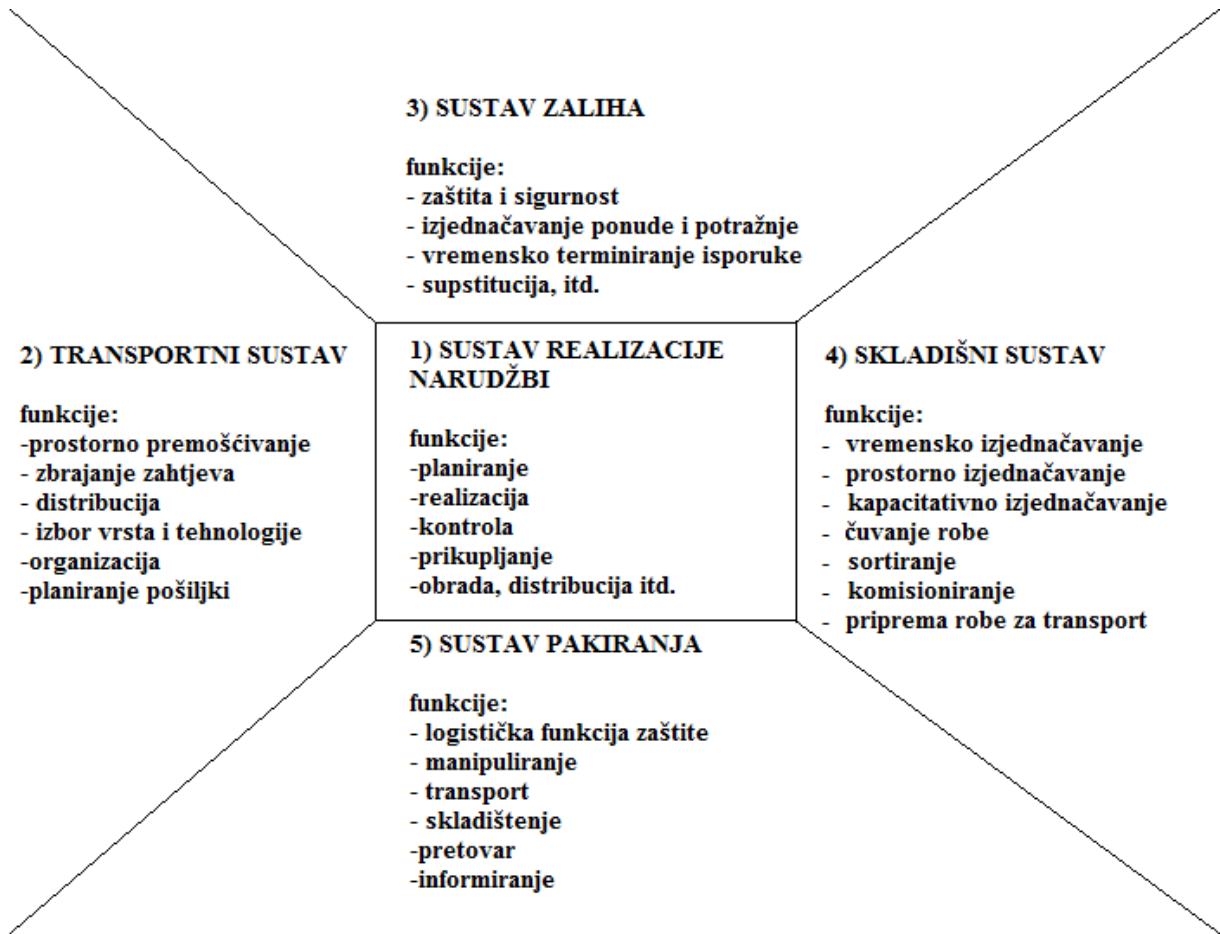 3) SUSTAV ZALIHA
funkcije:
- zaštita i sigurnost
- izjednačavanje ponude i potražnje
- vremensko terminiranje isporuke
- supstitucija, itd.
2) TRANSPORTNI SUSTAV
funkcije:
-prostorno premošćivanje
- zbrajanje zahtjeva
- distribucija
- izbor vrsta i tehnologije
-organizacija
-planiranje pošiljki
1) SUSTAV REALIZACIJE
NARUDŽBI
funkcije:
-planiranje
-realizacija
-kontrola
-prikupljanje
-obrada, distribucija itd.
4) SKLADIŠNI SUSTAV
funkcije:
- vremensko izjednačavanje
- prostorno izjednačavanje
- kapacitativno izjednačavanje
- čuvanje robe
- sortiranje
- komisioniranje
- priprema robe za transport
5) SUSTAV PAKIRANJA
funkcije:
- logistička funkcija zaštite
- manipuliranje
- transport
- skladištenje
-pretovar
-informiranje